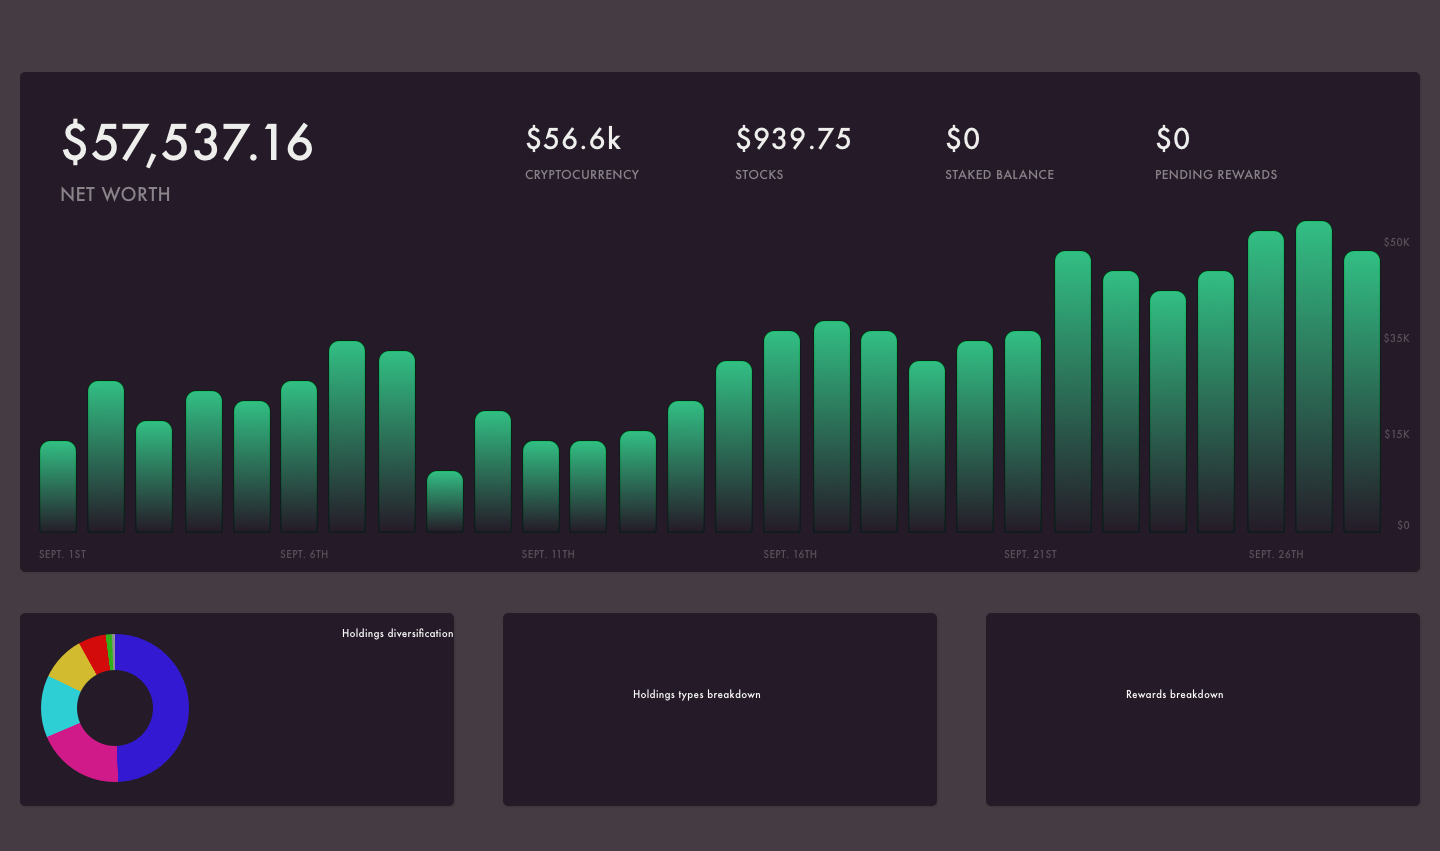 $57,537.16
NET WORTH
$56.6k
CRYPTOCURRENCY
$939.75
STOCKS
$0
STAKED BALANCE
$0
PENDING REWARDS
$50K
$35K
$15K
$0
SEPT. 1ST
SEPT. 6TH
SEPT. 11TH
SEPT. 16TH
SEPT. 21ST
SEPT. 26TH
Holdings diversification
Holdings types breakdown
Rewards breakdown